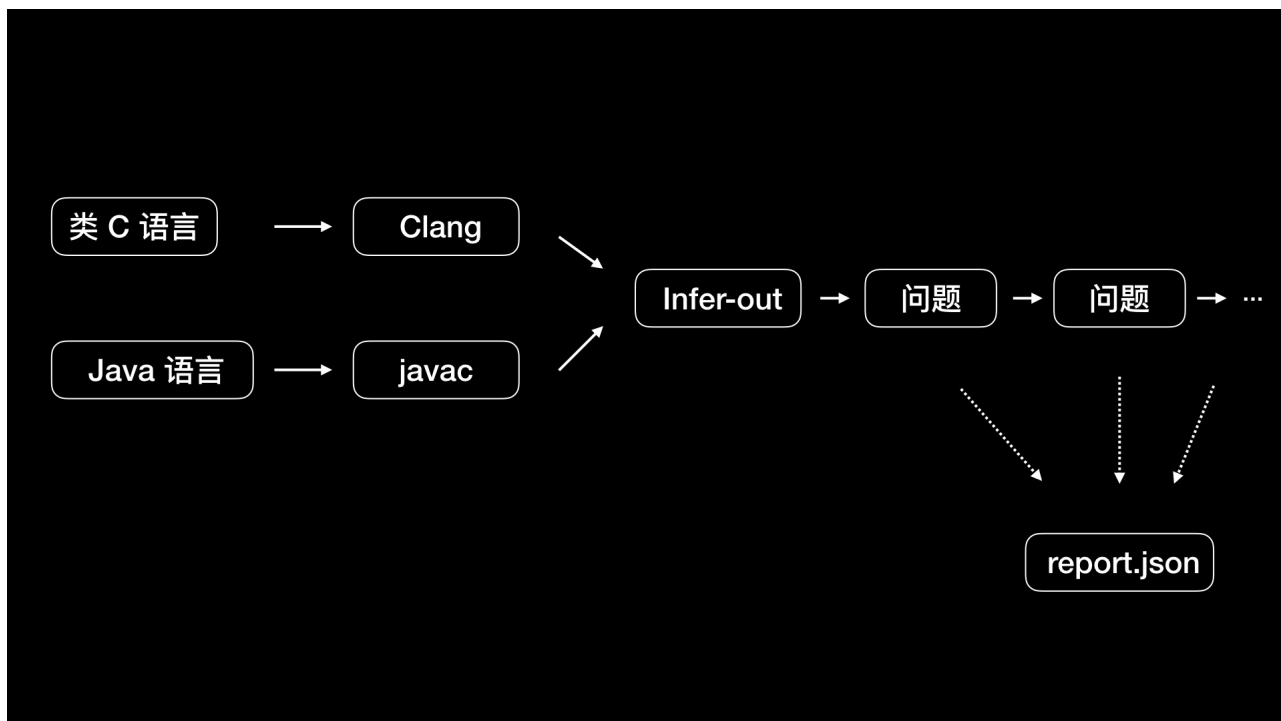 类 C 语言
Clang
Java 语言
javac
Infer-out
问题
问题
...
report.json